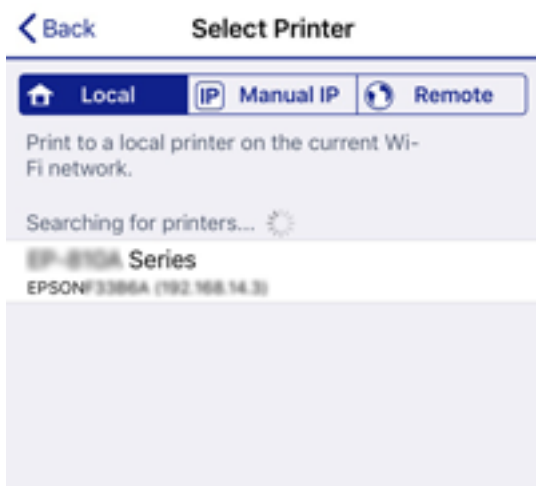 Back
Select Printer
Local
IP Manual IP
Remote
Print to a local printer on the current Wi-
Fi network.
Searching for printers...
Series
EPSON